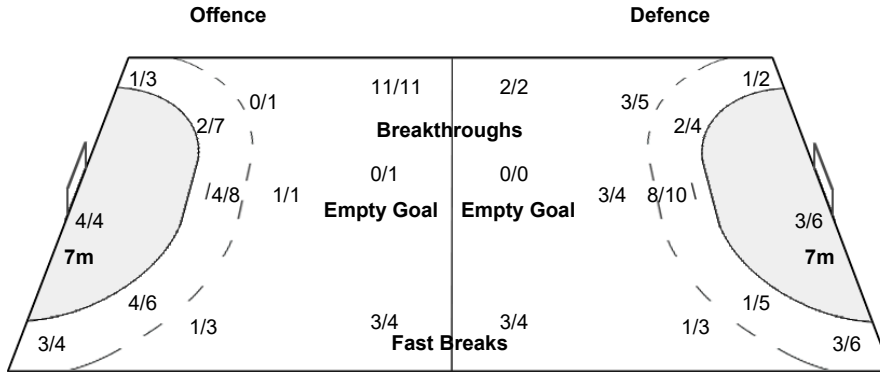 Offence Defence
1/3 11/11 2/2 1/2
0/1 3/5
2/7 Breakthroughs 2/4
0/1 0/0
4/8 1/1 3/4 8/10
Empty Goal Empty Goal
4/4 3/6
7m 7m
4/6 1/5
1/3 3/4 3/4 1/3
3/4 Fast Breaks 3/6